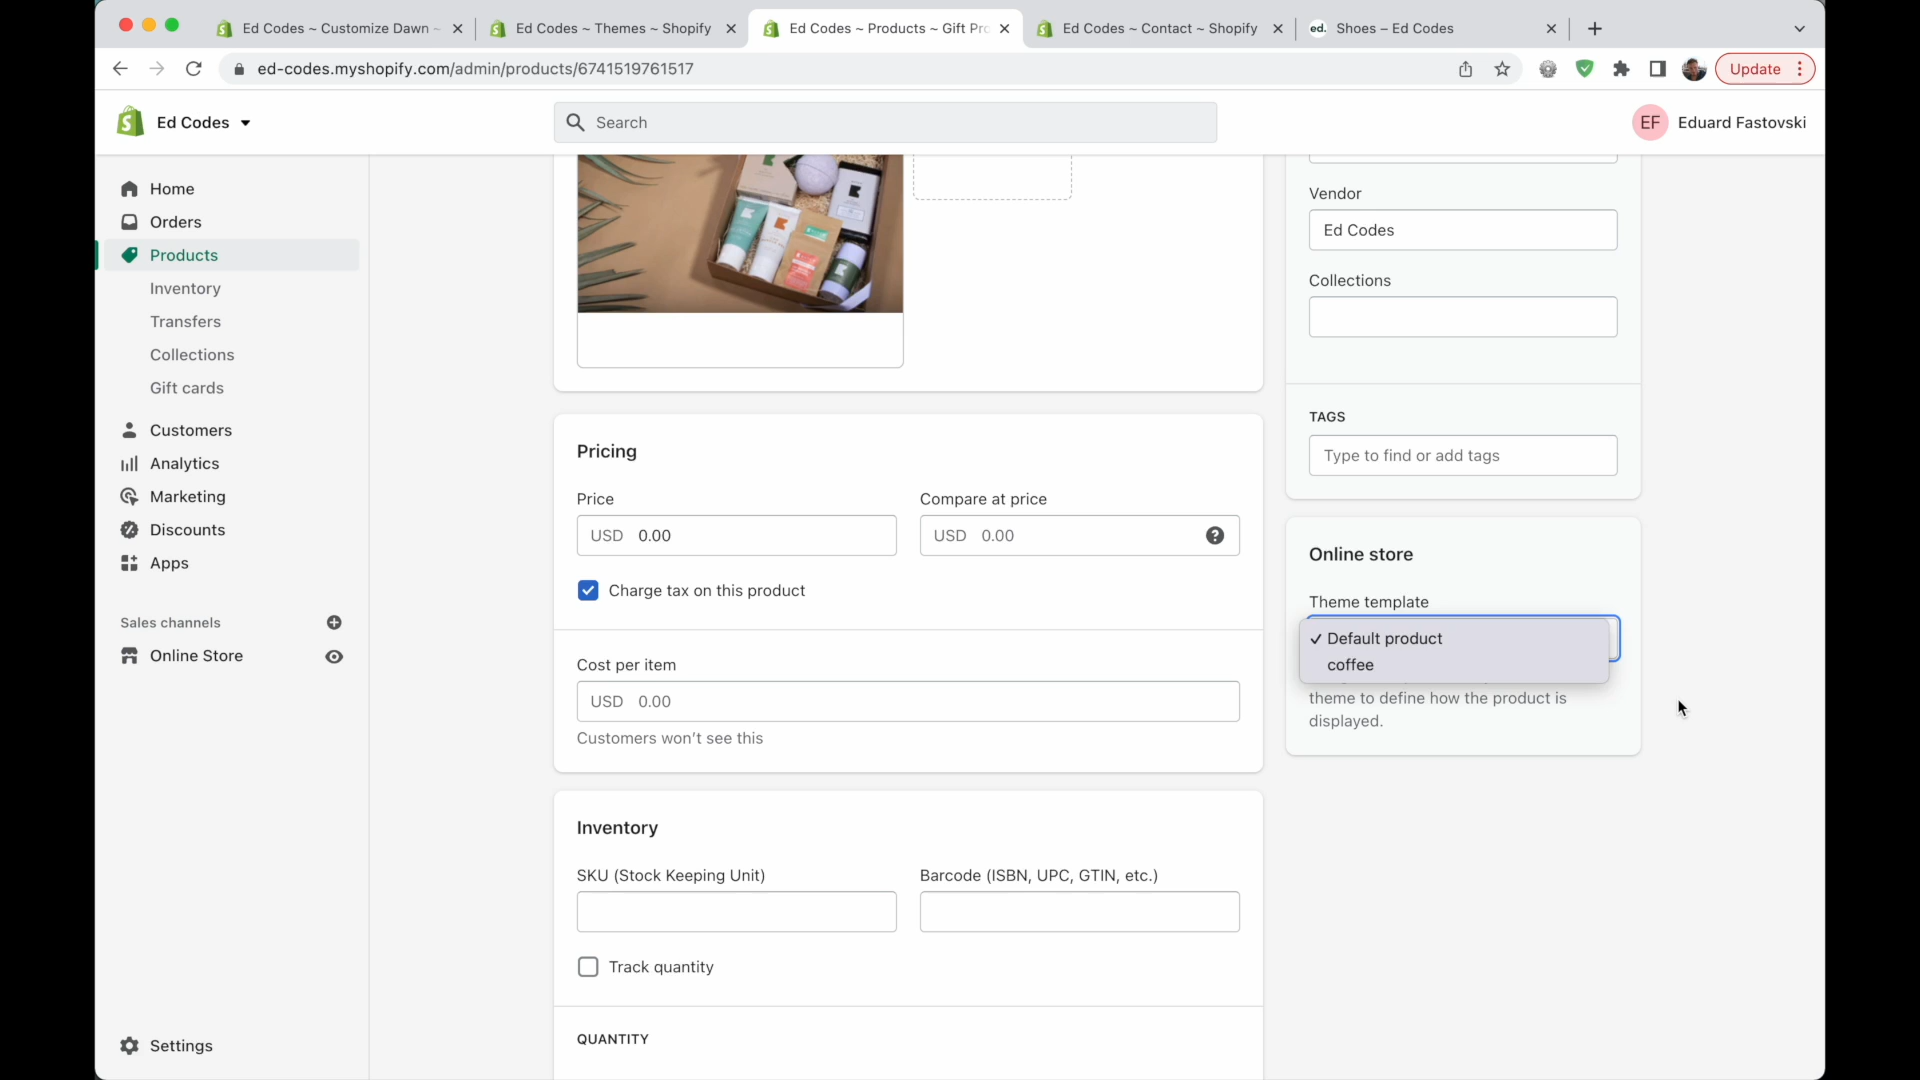 Ed Codes ~ Customize Dawn ~
Ed Codes ~ Themes ~ Shopify
Ed Codes ~ Products ~ Gift Pro
Ed Codes ~ Contact ~ Shopify
ed. Shoes – Ed Codes
ed-codes.myshopify.com/admin/products/6741519761517
Update
Ed Codes
Search
EF Eduard Fastovski
Home
Orders
Products
Inventory
Transfers
Collections
Gift cards
Customers
Analytics
Marketing
Discounts
Apps
Sales channels
Online Store
Settings
Pricing
Price
USD 0.00
Compare at price
USD 0.00
Charge tax on this product
Cost per item
USD 0.00
Customers won’t see this
Inventory
SKU (Stock Keeping Unit)
Barcode (ISBN, UPC, GTIN, etc.)
Track quantity
QUANTITY
Vendor
Ed Codes
Collections
TAGS
Type to find or add tags
Online store
Theme template
✓ Default product
coffee
theme to define how the product is
displayed.